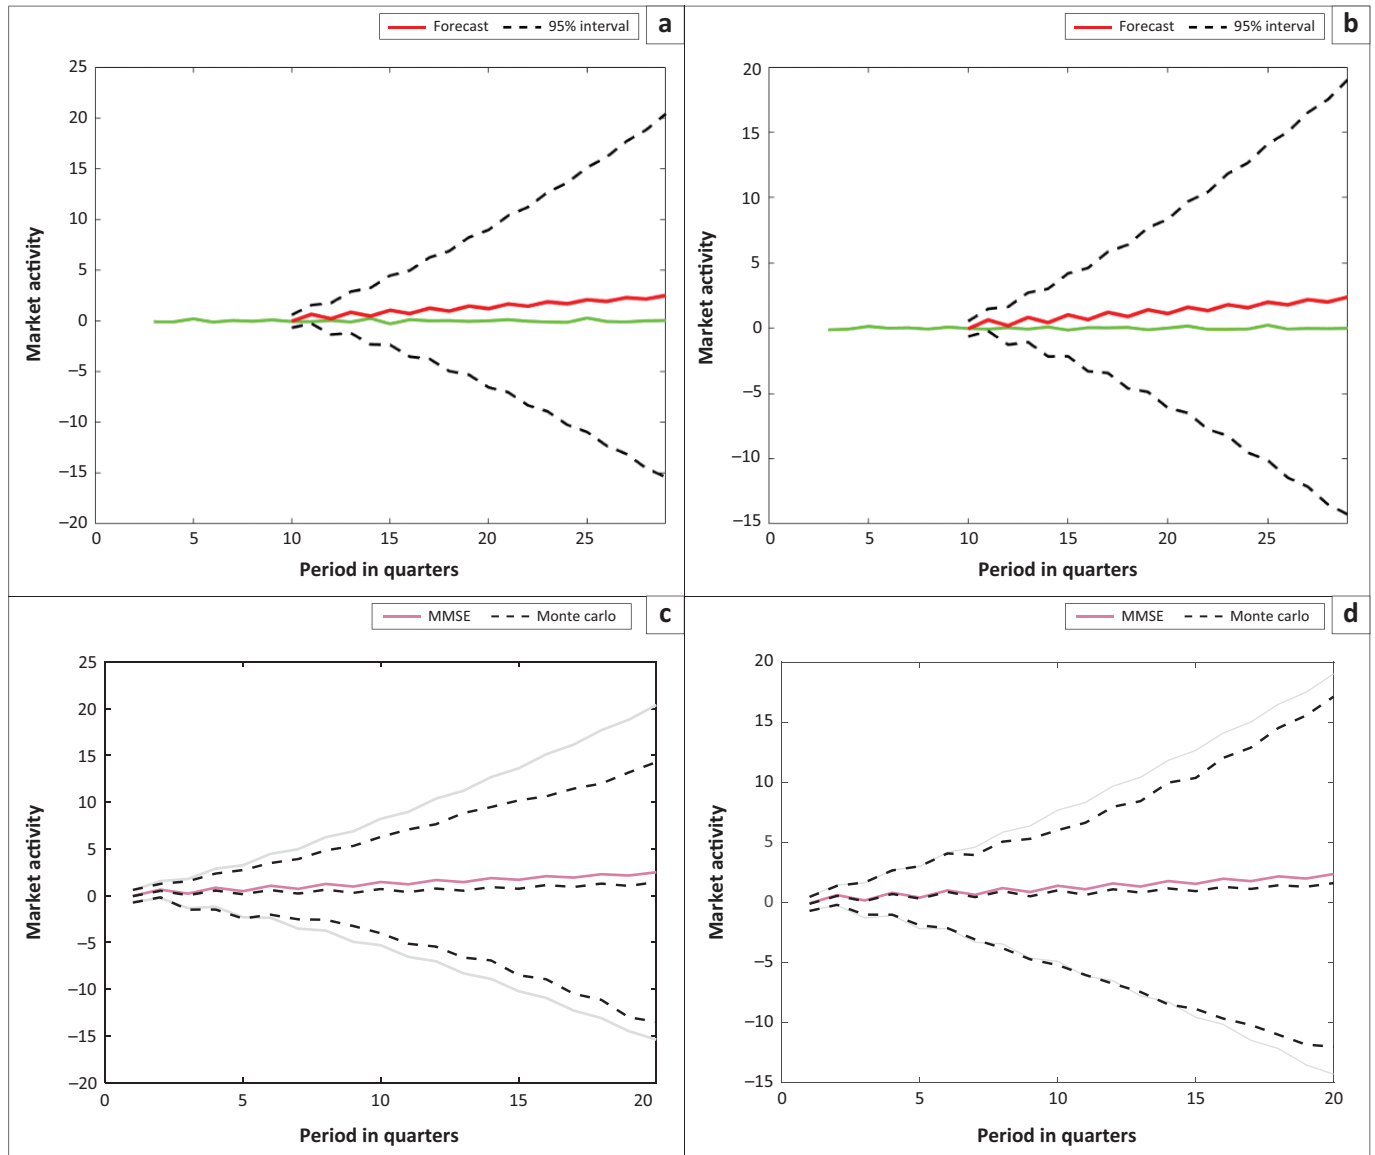 Forecast 95% interval a
25
20
15
10
5
0
−5
−10
−15
−20
Market activity
0 5 10 15 20 25
Period in quarters
Forecast 95% interval b
20
15
10
5
0
−5
−10
−15
Market activity
0 5 10 15 20 25
Period in quarters
MMSE Monte carlo c
25
20
15
10
5
0
−5
−10
−15
−20
Market activity
0 5 10 15 20
Period in quarters
MMSE Monte carlo d
20
15
10
5
0
−5
−10
−15
Market activity
0 5 10 15 20
Period in quarters